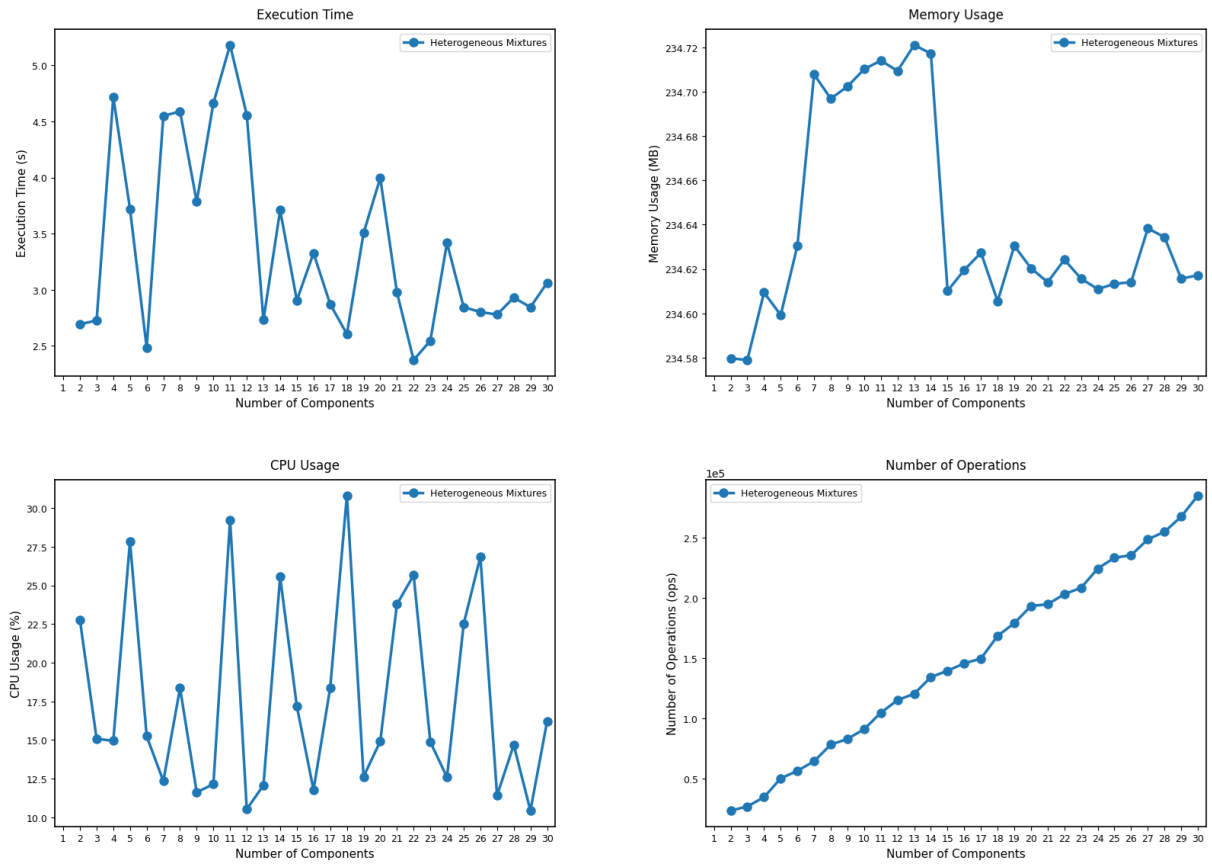 Execution Time
Heterogeneous Mixtures
5.0
4.5
4.0
3.5
3.0
2.5
Execution Time (s)
1 2 3 4 5 6 7 8 9 10 11 12 13 14 15 16 17 18 19 20 21 22 23 24 25 26 27 28 29 30
Number of Components
Memory Usage
Heterogeneous Mixtures
234.72
234.70
234.68
234.66
234.64
234.62
234.60
234.58
Memory Usage (MB)
1 2 3 4 5 6 7 8 9 10 11 12 13 14 15 16 17 18 19 20 21 22 23 24 25 26 27 28 29 30
Number of Components
CPU Usage
Heterogeneous Mixtures
30.0
27.5
25.0
22.5
20.0
17.5
15.0
12.5
10.0
CPU Usage (%)
1 2 3 4 5 6 7 8 9 10 11 12 13 14 15 16 17 18 19 20 21 22 23 24 25 26 27 28 29 30
Number of Components
Number of Operations
1e5
Heterogeneous Mixtures
2.5
2.0
1.5
1.0
0.5
Number of Operations (ops)
1 2 3 4 5 6 7 8 9 10 11 12 13 14 15 16 17 18 19 20 21 22 23 24 25 26 27 28 29 30
Number of Components